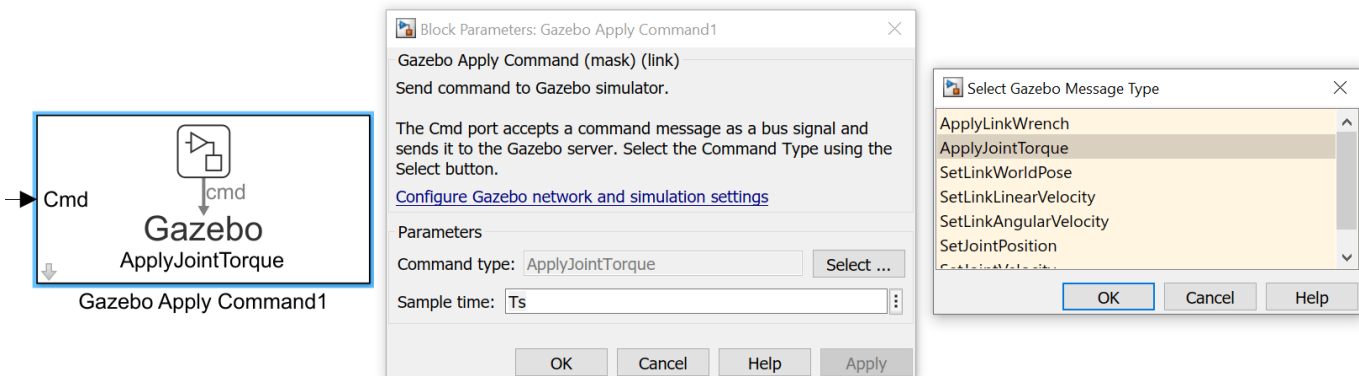 Cmd
cmd
Gazebo
ApplyJointTorque
Gazebo Apply Command1
Block Parameters: Gazebo Apply Command1
Gazebo Apply Command (mask) (link)
Send command to Gazebo simulator.
The Cmd port accepts a command message as a bus signal and
sends it to the Gazebo server. Select the Command Type using the
Select button.
Configure Gazebo network and simulation settings
Parameters
Command type: ApplyJointTorque Select ...
Sample time: Ts
OK Cancel Help Apply
Select Gazebo Message Type
ApplyLinkWrench
ApplyJointTorque
SetLinkWorldPose
SetLinkLinearVelocity
SetLinkAngularVelocity
SetJointPosition
SetJointVelocity
OK Cancel Help